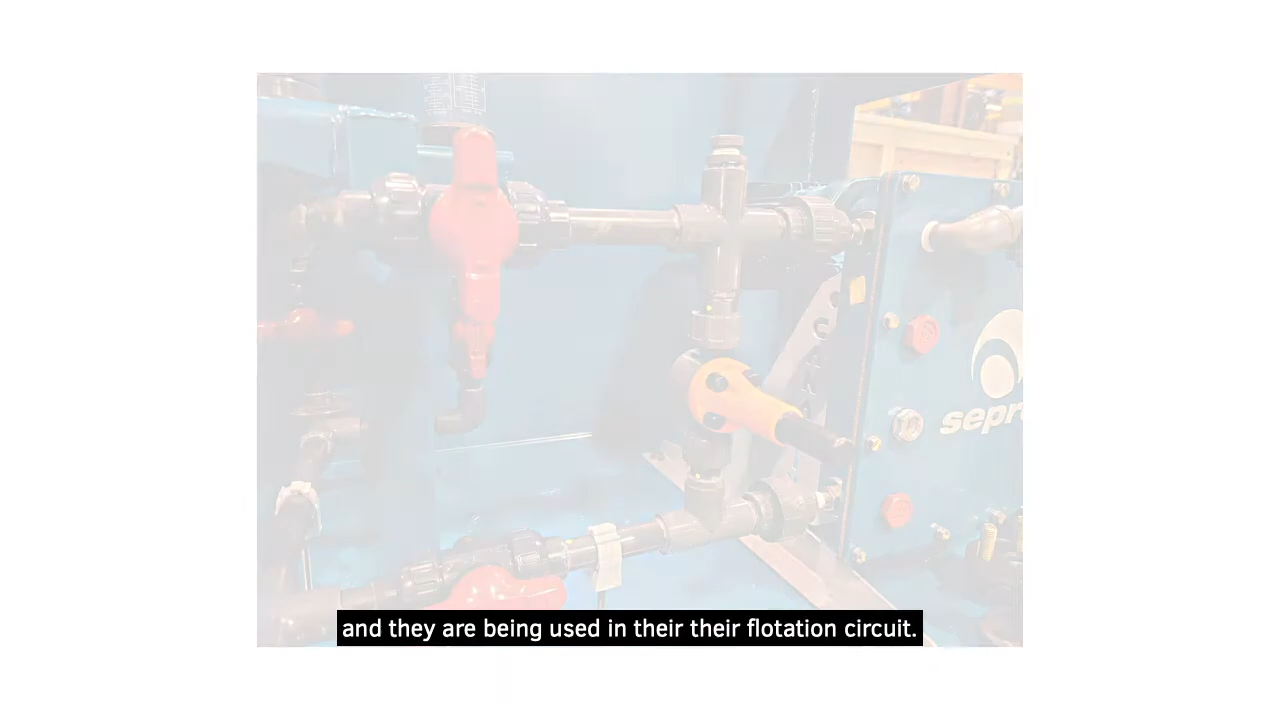 sepr
and they are being used in their their flotation circuit.